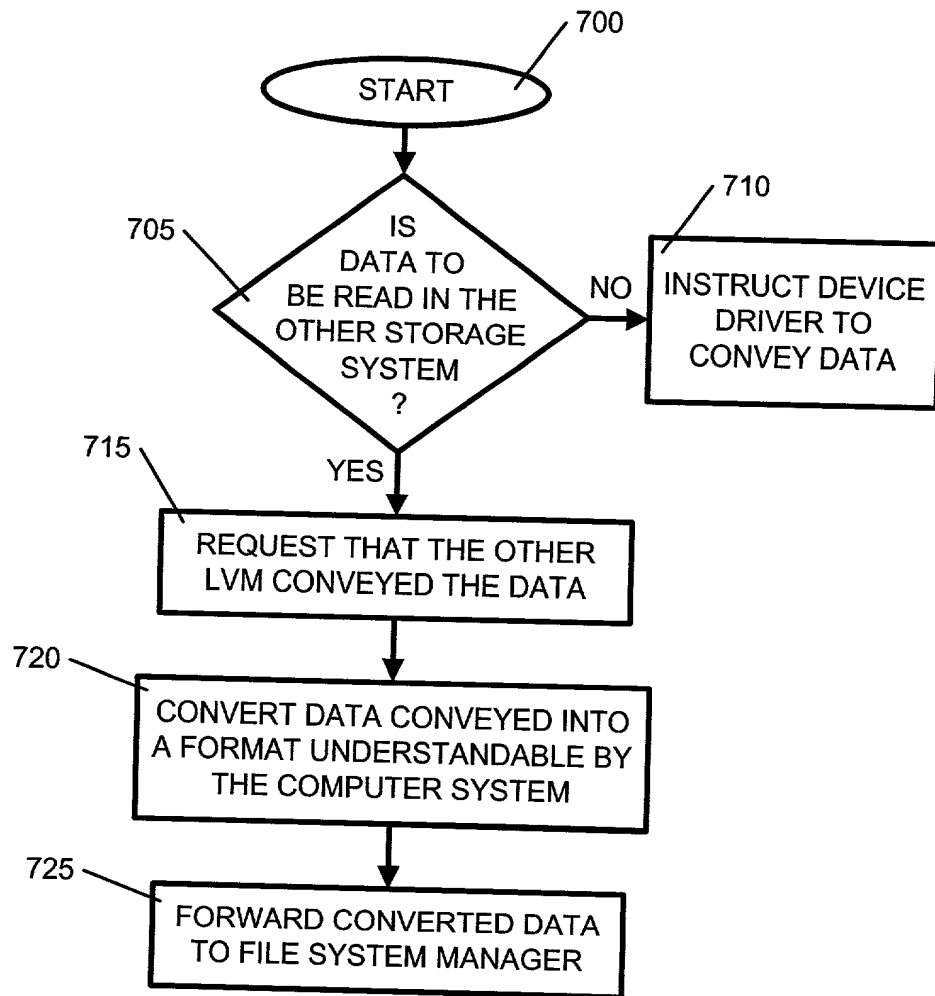 700
START
705
IS
DATA TO
BE READ IN THE
OTHER STORAGE
SYSTEM
?
NO
710
INSTRUCT DEVICE
DRIVER TO
CONVEY DATA
YES
715
REQUEST THAT THE OTHER
LVM CONVEYED THE DATA
720
CONVERT DATA CONVEYED INTO
A FORMAT UNDERSTANDABLE BY
THE COMPUTER SYSTEM
725
FORWARD CONVERTED DATA
TO FILE SYSTEM MANAGER